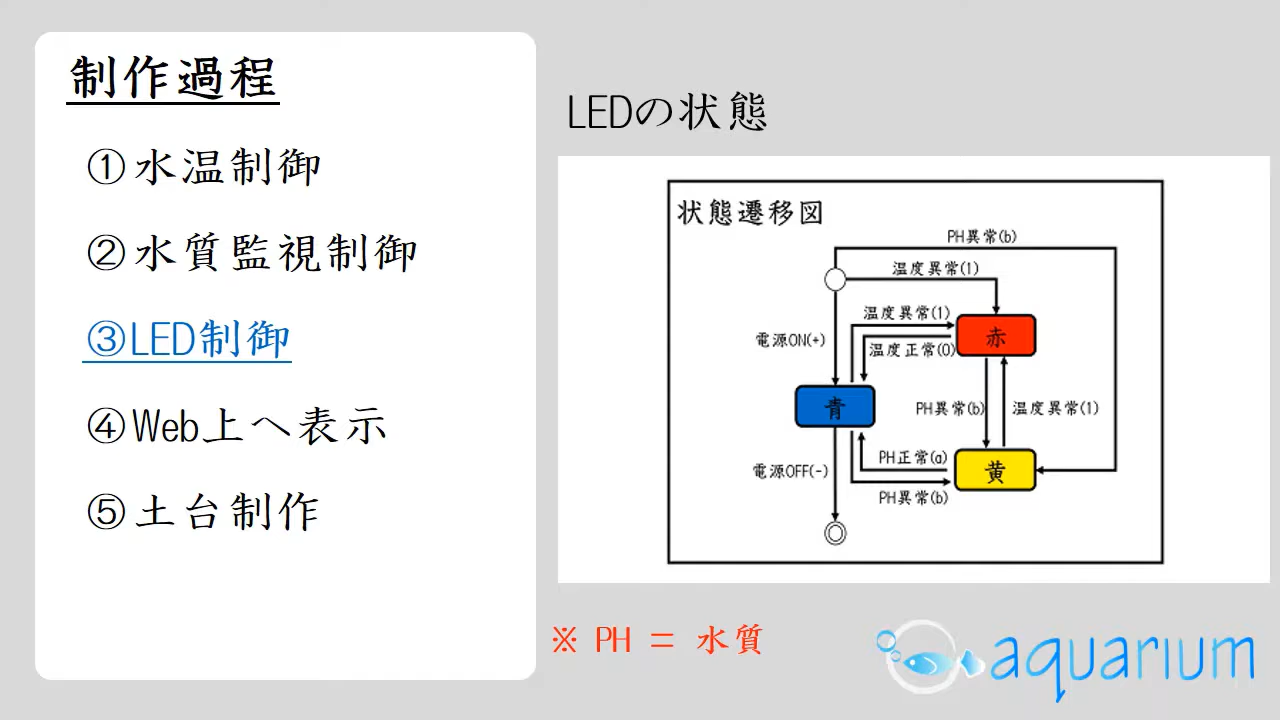 制作過程
①水温制御
②水質監視制御
③LED制御
④Web上へ表示
⑤土台制作
LEDの状態
状態遷移図
PH異常(b)
温度異常(1)
温度異常(1)
赤
電源ON(+)
温度正常(0)
青
PH異常(b)
温度異常(1)
PH正常(a)
電源OFF(-)
黄
PH異常(b)
※ PH = 水質
aquarium